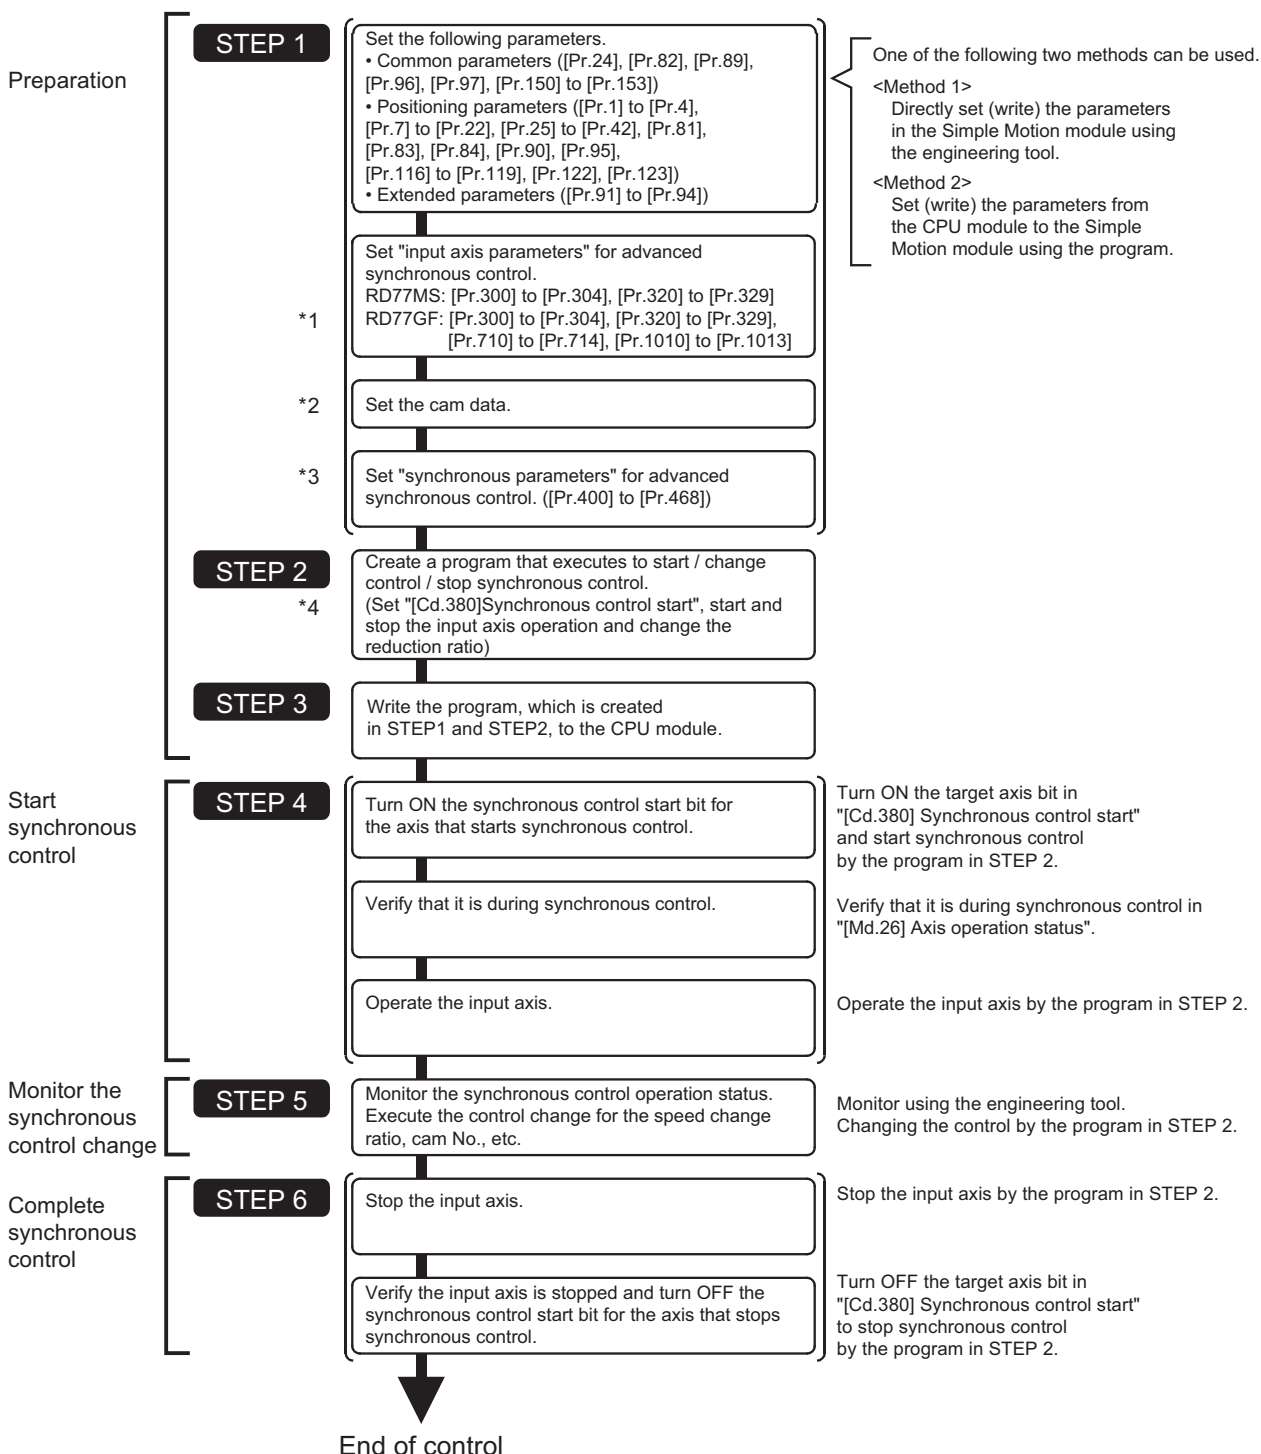 Preparation
STEP 1
Set the following parameters.
• Common parameters ([Pr.24], [Pr.82], [Pr.89],
[Pr.96], [Pr.97], [Pr.150] to [Pr.153])
• Positioning parameters ([Pr.1] to [Pr.4],
[Pr.7] to [Pr.22], [Pr.25] to [Pr.42], [Pr.81],
[Pr.83], [Pr.84], [Pr.90], [Pr.95],
[Pr.116] to [Pr.119], [Pr.122], [Pr.123])
• Extended parameters ([Pr.91] to [Pr.94])
One of the following two methods can be used.
<Method 1>
Directly set (write) the parameters
in the Simple Motion module using
the engineering tool.
<Method 2>
Set (write) the parameters from
the CPU module to the Simple
Motion module using the program.
*1
Set "input axis parameters" for advanced
synchronous control.
RD77MS: [Pr.300] to [Pr.304], [Pr.320] to [Pr.329]
RD77GF: [Pr.300] to [Pr.304], [Pr.320] to [Pr.329],
[Pr.710] to [Pr.714], [Pr.1010] to [Pr.1013]
*2
Set the cam data.
*3
Set "synchronous parameters" for advanced
synchronous control. ([Pr.400] to [Pr.468])
STEP 2
*4
Create a program that executes to start / change
control / stop synchronous control.
(Set "[Cd.380]Synchronous control start", start and
stop the input axis operation and change the
reduction ratio)
STEP 3
Write the program, which is created
in STEP1 and STEP2, to the CPU module.
Start
synchronous
control
STEP 4
Turn ON the synchronous control start bit for
the axis that starts synchronous control.
Turn ON the target axis bit in
"[Cd.380] Synchronous control start"
and start synchronous control
by the program in STEP 2.
Verify that it is during synchronous control.
Verify that it is during synchronous control in
"[Md.26] Axis operation status".
Operate the input axis.
Operate the input axis by the program in STEP 2.
Monitor the
synchronous
control change
STEP 5
Monitor the synchronous control operation status.
Execute the control change for the speed change
ratio, cam No., etc.
Monitor using the engineering tool.
Changing the control by the program in STEP 2.
Complete
synchronous
control
STEP 6
Stop the input axis.
Stop the input axis by the program in STEP 2.
Verify the input axis is stopped and turn OFF the
synchronous control start bit for the axis that stops
synchronous control.
Turn OFF the target axis bit in
"[Cd.380] Synchronous control start"
to stop synchronous control
by the program in STEP 2.
End of control